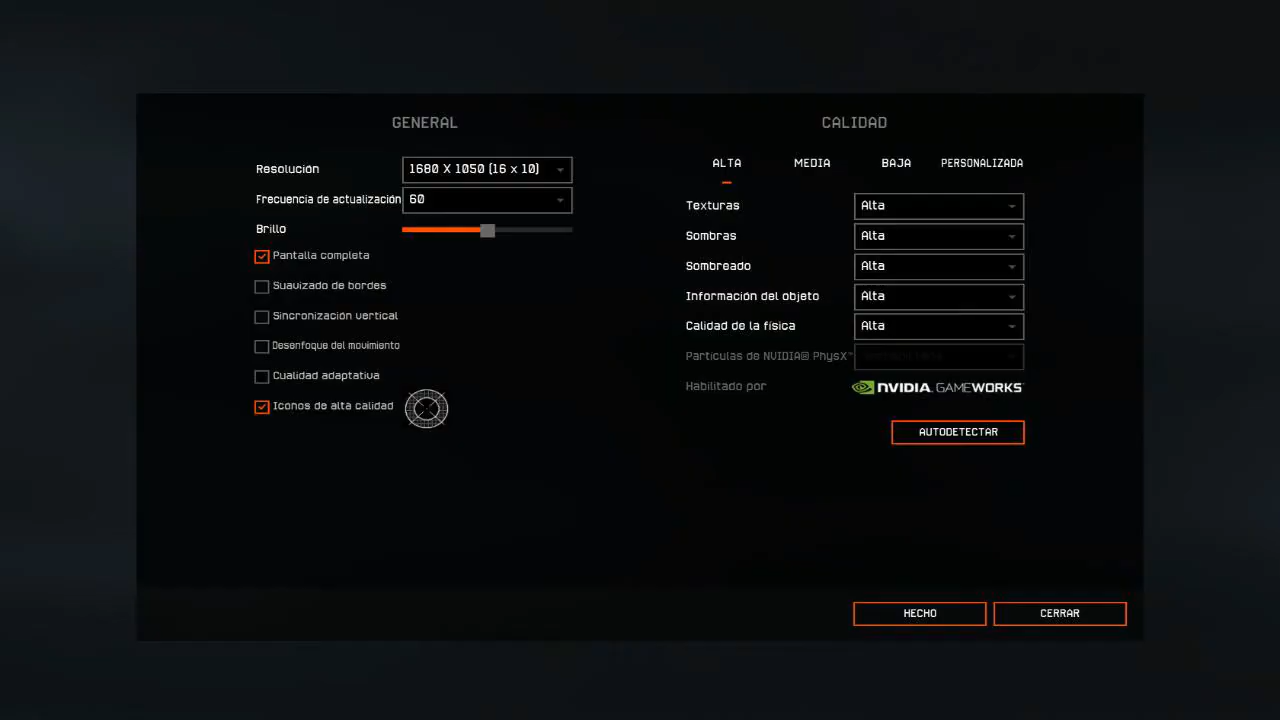 GENERAL
Resolución
1680 X 1050 (16 x 10)
Frecuencia de actualización
60
Brillo
Pantalla completa
Suavizado de bordes
Sincronización vertical
Desenfoque del movimiento
Cualidad adaptativa
Iconos de alta calidad
CALIDAD
ALTA MEDIA BAJA PERSONALIZADA
Texturas Alta
Sombras Alta
Sombreado Alta
Información del objeto Alta
Calidad de la física Alta
Partículas de NVIDIA® PhysX™
Habilitado por NVIDIA. GAMEWORKS
AUTODETECTAR
HECHO CERRAR